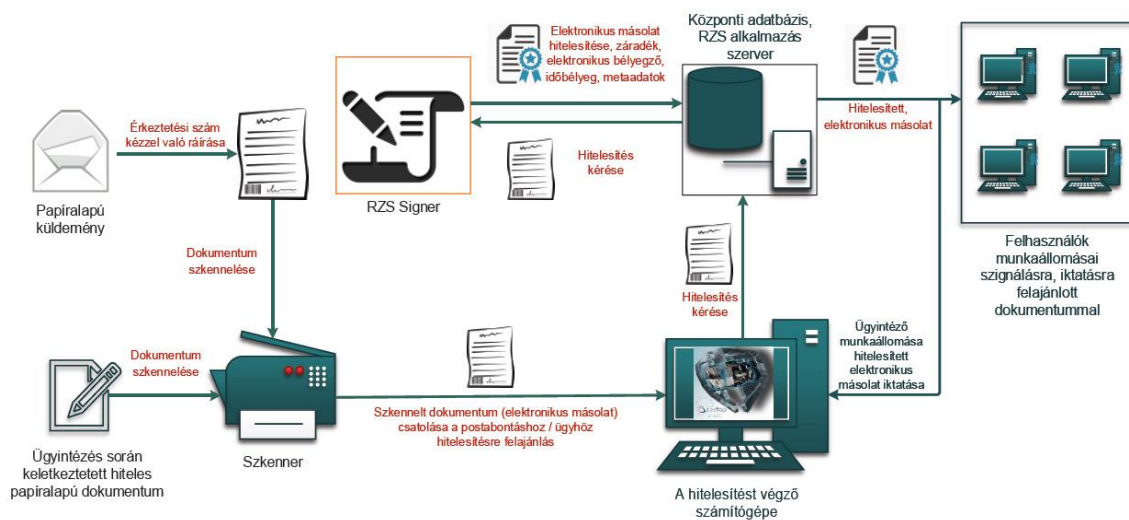 Elektronikus másolat
hitelesítése, záradék,
elektronikus bélyegző,
időbélyeg, metaadatok
Központi adatbázis,
RZS alkalmazás
szerver
Érkeztetési szám
kézzel való ráírása
Hitelesített,
elektronikus másolat
Hitelesítés
kérése
Papíralapú
küldemény
RZS Signer
Dokumentum
szkennelése
Felhasználók
munkaállomásai
szignálásra, iktatásra
felajánlott
dokumentummal
Hitelesítés
kérése
Dokumentum
szkennelése
Ügyintéző
munkaállomása
hitelesített
elektronikus
másolat iktatása
Szkennelt dokumentum (elektronikus másolat)
csatolása a postabontáshoz / ügyhöz
hitelesítésre felajánlás
Szkenner
Ügyintézés során
keletkeztetett hiteles
papíralapú dokumentum
A hitelesítést végző
számítógépe